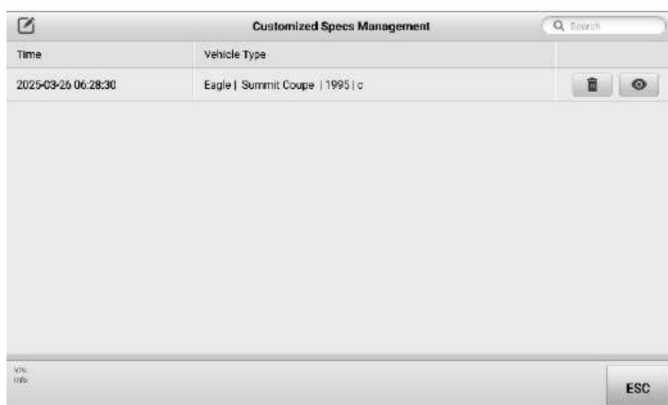 Customized Specs Management
Search
Time Vehicle Type
2025-03-26 06:28:30 Eagle | Summit Coupe | 1995 | c
ESC